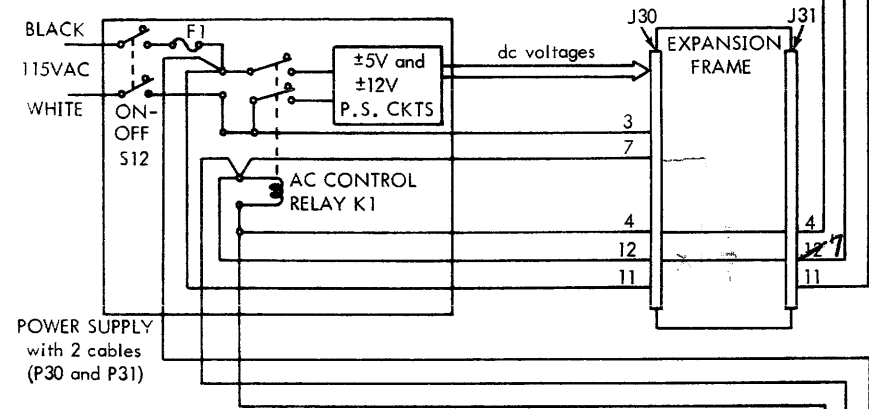 BLACK
F1
J30
J31
115VAC
±5V and
±12V
P.S. CKTS
dc voltages
EXPANSION
FRAME
WHITE
ON-
OFF
S12
3
7
AC CONTROL
RELAY K1
4
4
12
12 7
11
11
POWER SUPPLY
with 2 cables
(P30 and P31)